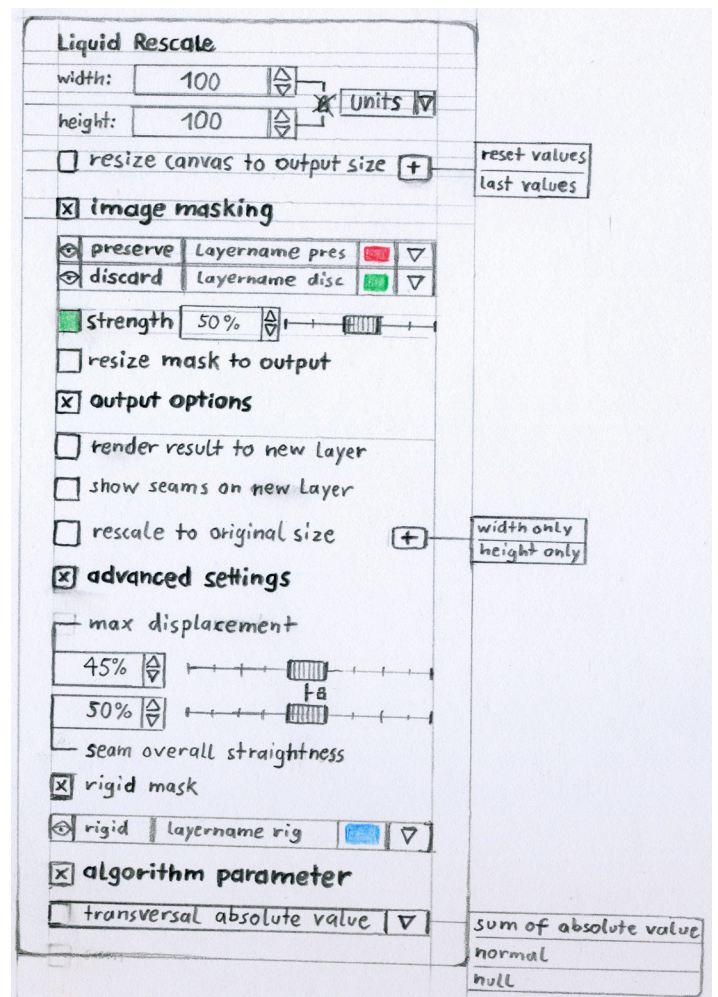 Liquid Rescale
width: 100
units
height: 100
resize canvas to output size +
reset values
last values
image masking
preserve Layername pres
discard layername disc
strength 50%
resize mask to output
output options
render result to new Layer
show seams on new Layer
rescale to original size +
width only
height only
advanced settings
max displacement
45%
50%
seam overall straightness
rigid mask
rigid layername rig
algorithm parameter
transversal absolute value
sum of absolute value
normal
null